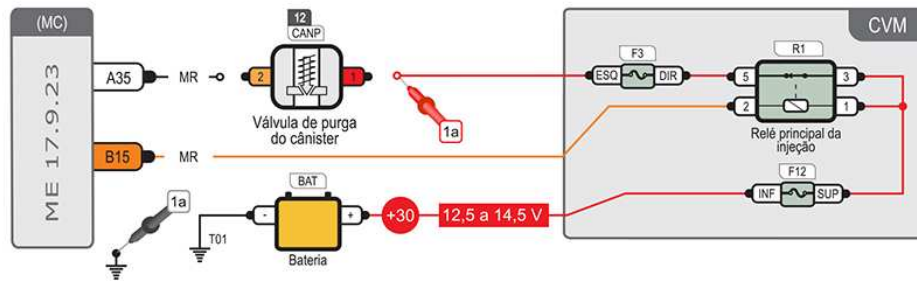 (MC)
ME 17.9.23
A35
MR
B15
MR
12
CANP
2
1
Válvula de purga
do cânister
1a
CVM
F3
ESQ
DIR
R1
5
3
2
1
Relé principal da
injeção
F12
INF
SUP
1a
T01
BAT
-
+
Bateria
+30
12,5 a 14,5 V